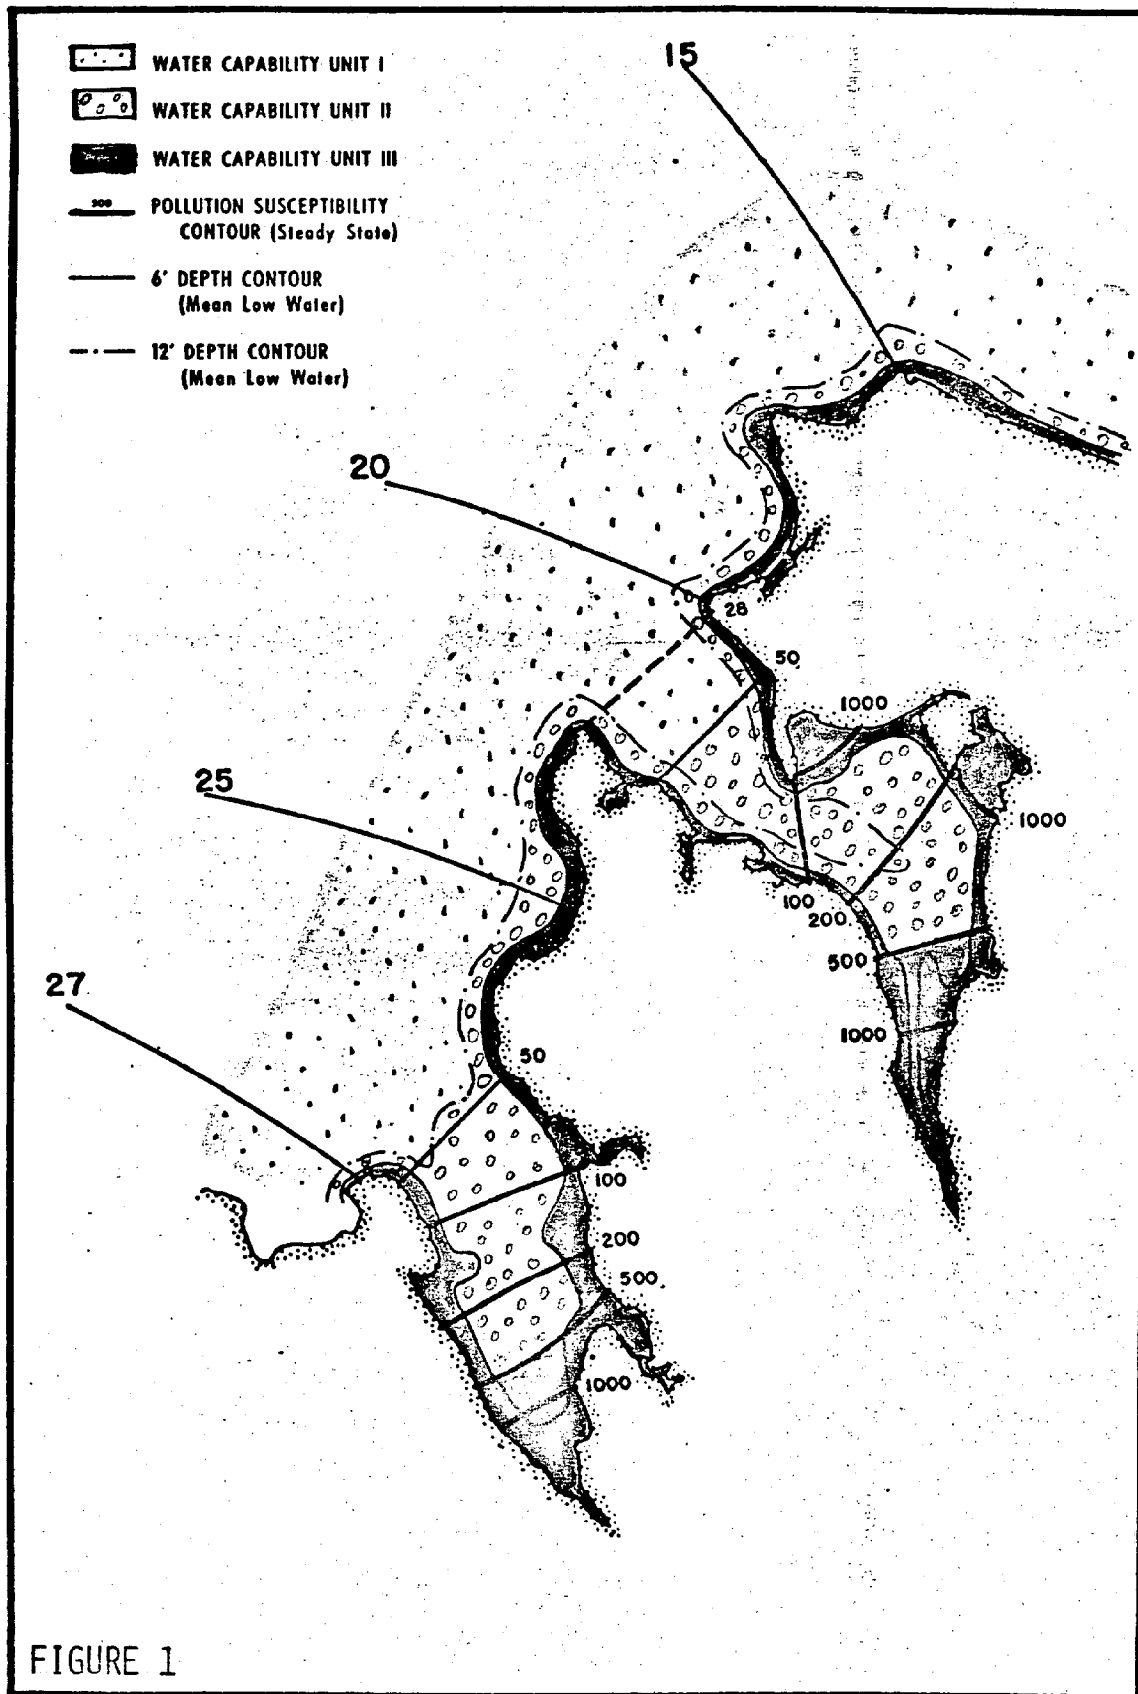 WATER CAPABILITY UNIT I
WATER CAPABILITY UNIT II
WATER CAPABILITY UNIT III
500 POLLUTION SUSCEPTIBILITY
CONTOUR (Steady State)
6' DEPTH CONTOUR
(Mean Low Water)
12' DEPTH CONTOUR
(Mean Low Water)
15
20
28
50
1000
25
1000
100
200
500
27
1000
50
100
200
500
1000
FIGURE 1